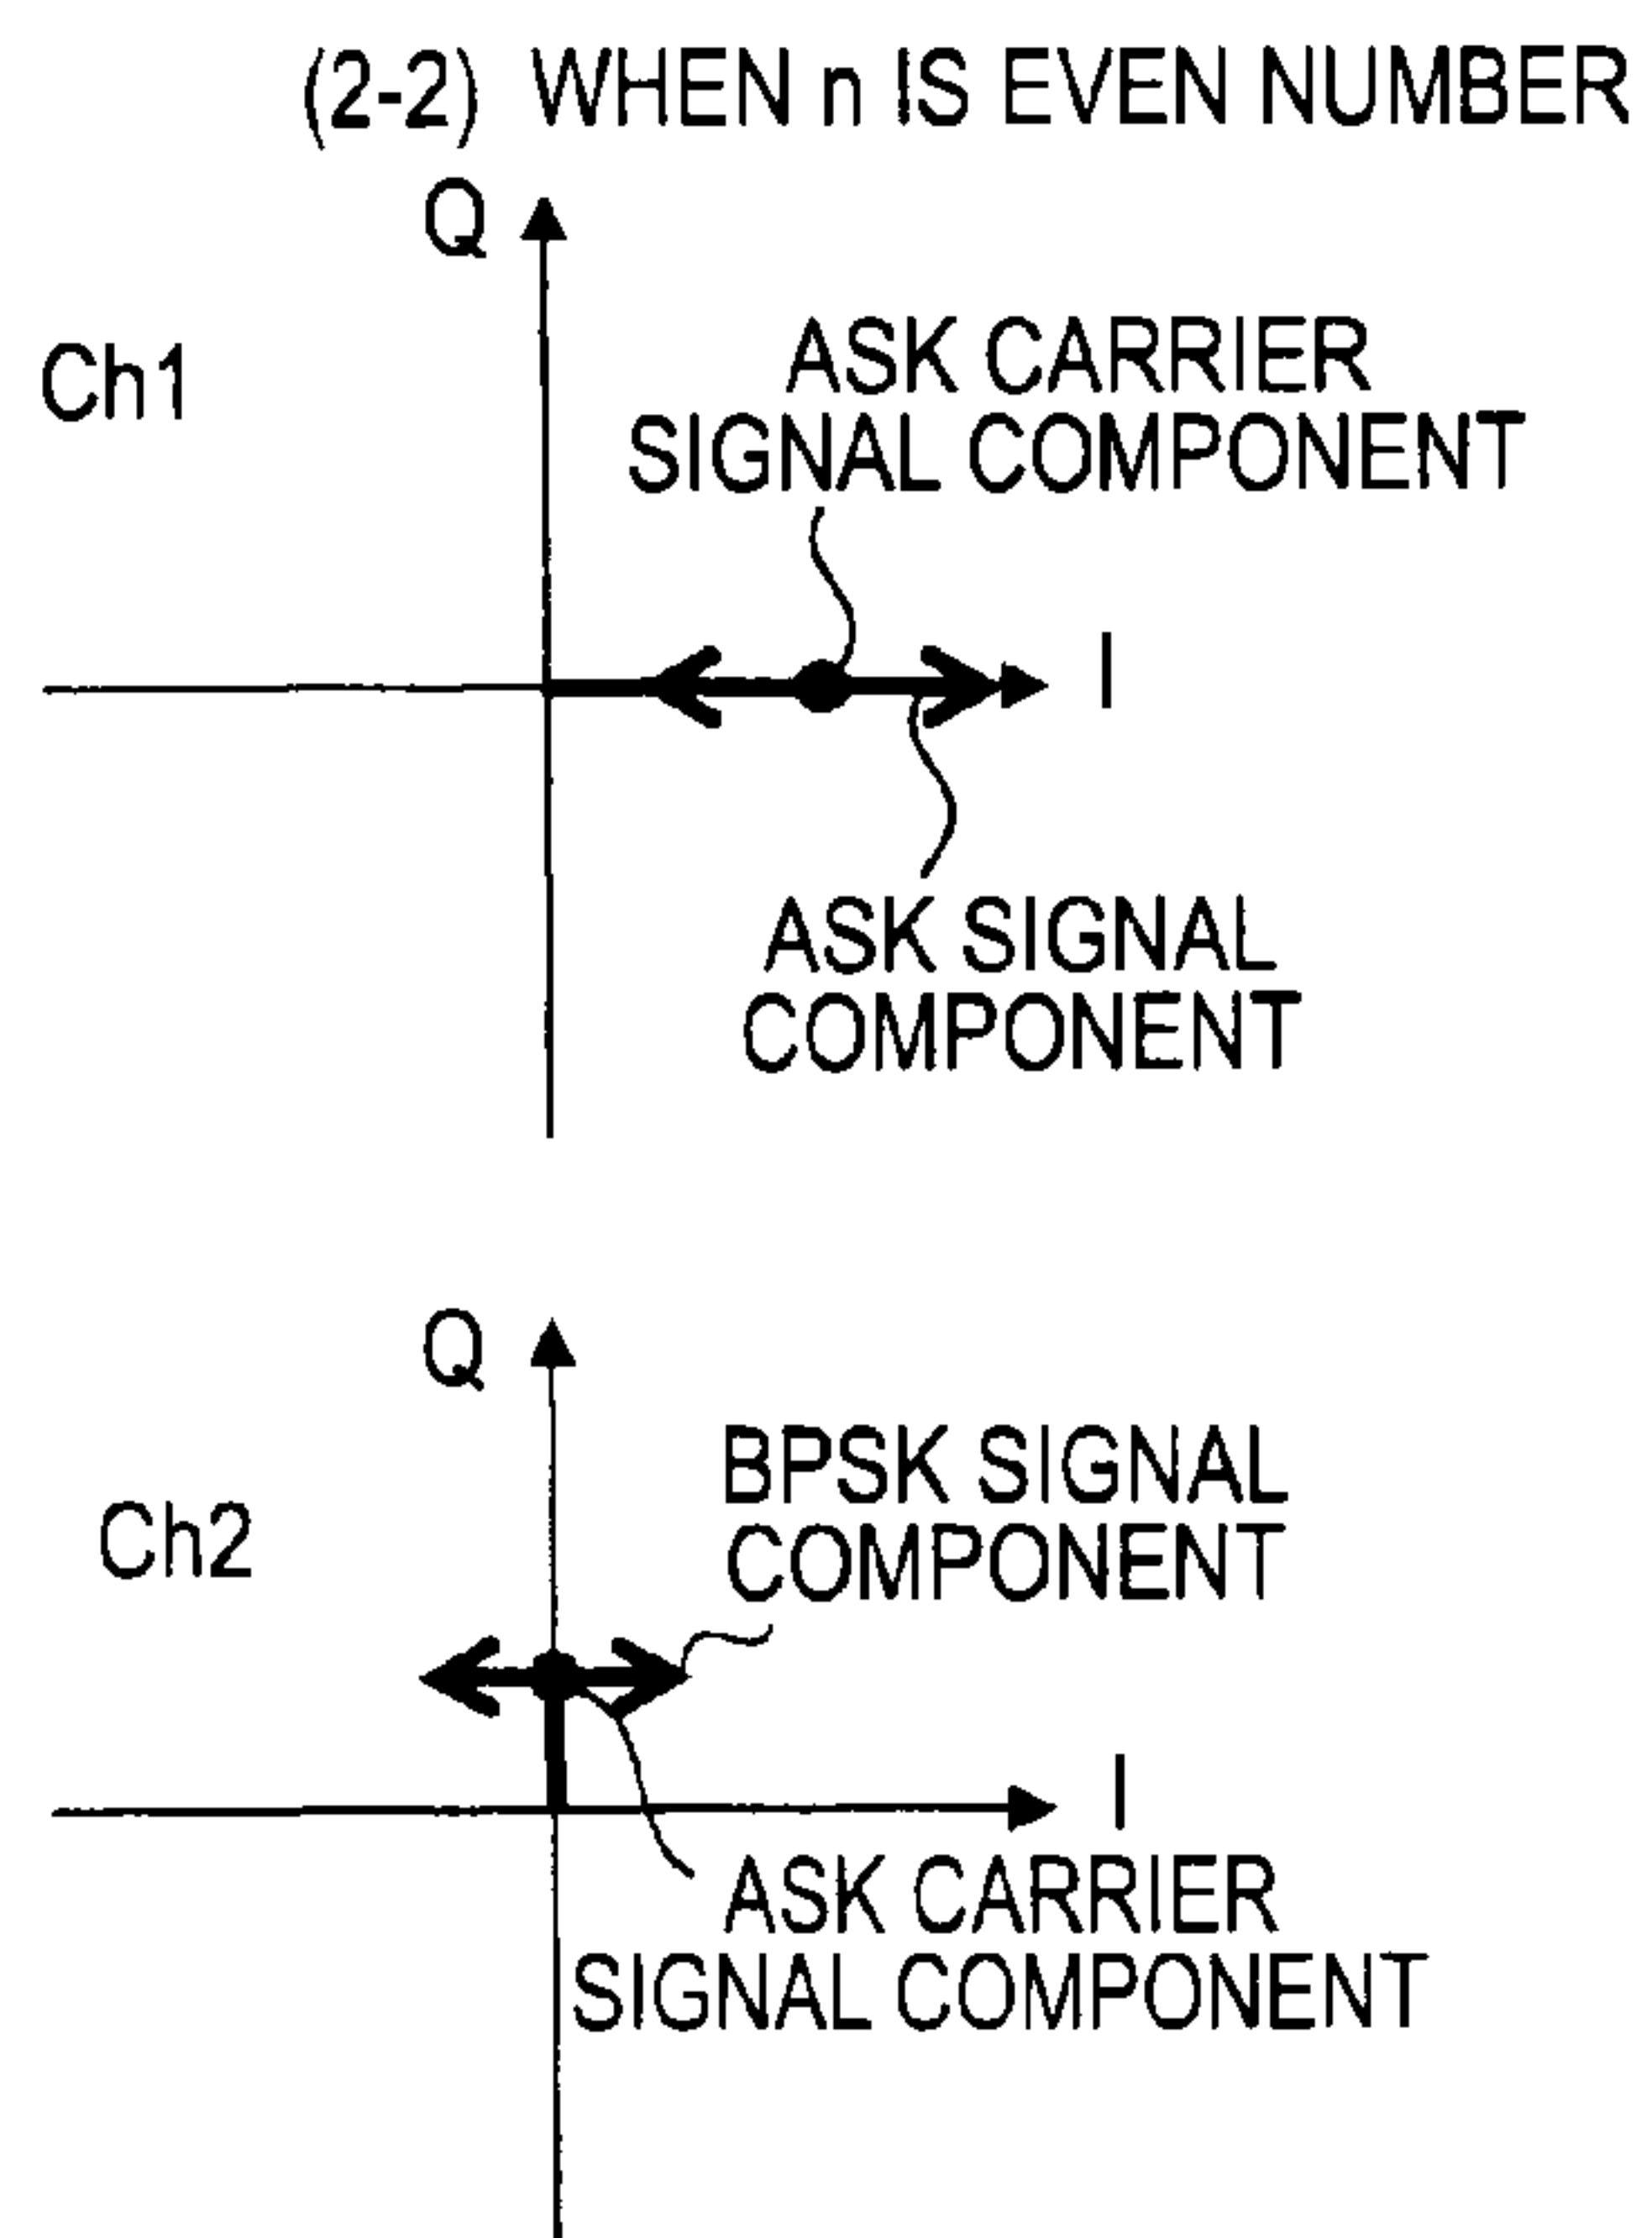 (2-2) WHEN n IS EVEN NUMBER
Q
Ch1
ASK CARRIER
SIGNAL COMPONENT
I
ASK SIGNAL
COMPONENT
Q
Ch2
BPSK SIGNAL
COMPONENT
I
ASK CARRIER
SIGNAL COMPONENT